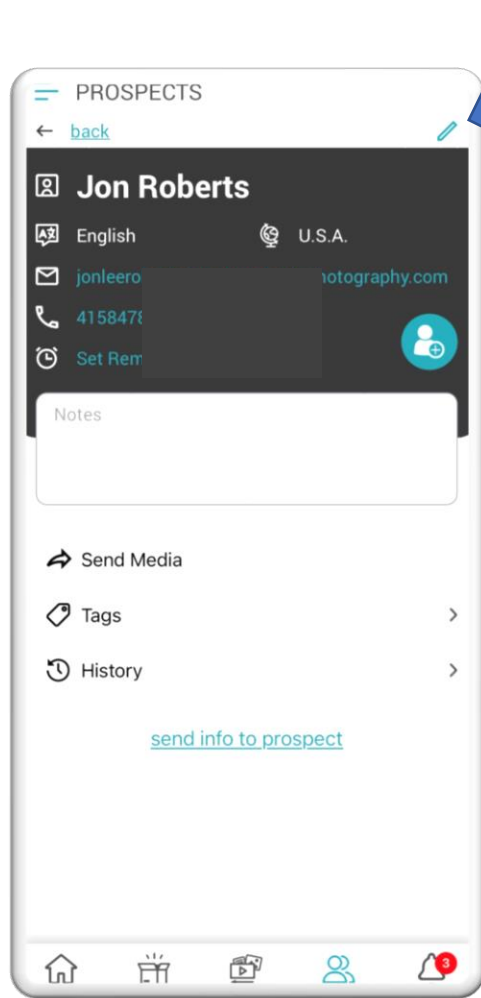 PROSPECTS
back
Jon Roberts
English U.S.A.
jonleero otography.com
415847
Set Rem
Notes
Send Media
Tags
History
send info to prospect
3